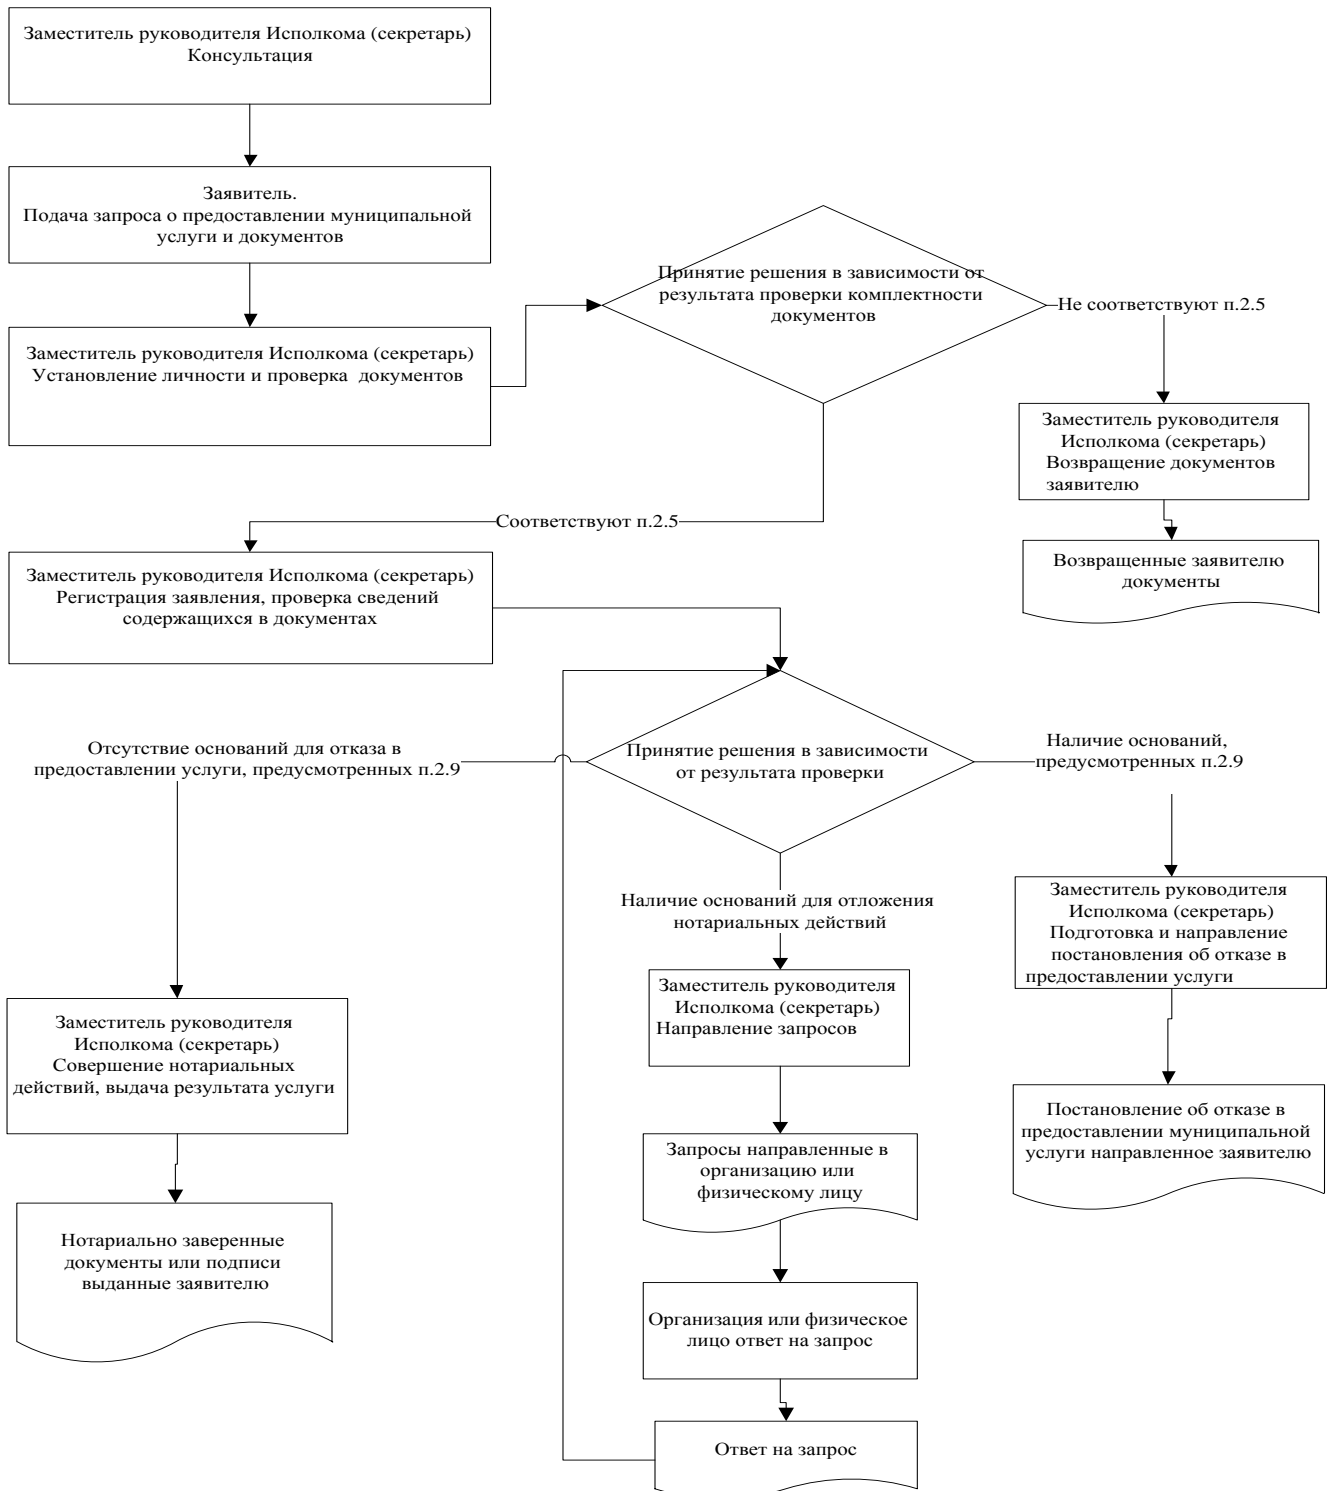 Заместитель руководителя Исполкома (секретарь)
Консультация
Заявитель.
Подача запроса о предоставлении муниципальной
услуги и документов
Заместитель руководителя Исполкома (секретарь)
Установление личности и проверка документов
Принятие решения в зависимости от
результата проверки комплектности
документов
Не соответствуют п.2.5
Заместитель руководителя
Исполкома (секретарь)
Возвращение документов
заявителю
Возвращенные заявителю
документы
Соответствуют п.2.5
Заместитель руководителя Исполкома (секретарь)
Регистрация заявления, проверка сведений
содержащихся в документах
Принятие решения в зависимости
от результата проверки
Отсутствие оснований для отказа в
предоставлении услуги, предусмотренных п.2.9
Наличие оснований,
предусмотренных п.2.9
Наличие оснований для отложения
нотариальных действий
Заместитель руководителя
Исполкома (секретарь)
Подготовка и направление
постановления об отказе в
предоставлении услуги
Заместитель руководителя
Исполкома (секретарь)
Направление запросов
Заместитель руководителя
Исполкома (секретарь)
Совершение нотариальных
действий, выдача результата услуги
Постановление об отказе в
предоставлении муниципальной
услуги направленное заявителю
Запросы направленные в
организацию или
физическому лицу
Нотариально заверенные
документы или подписи
выданные заявителю
Организация или физическое
лицо ответ на запрос
Ответ на запрос